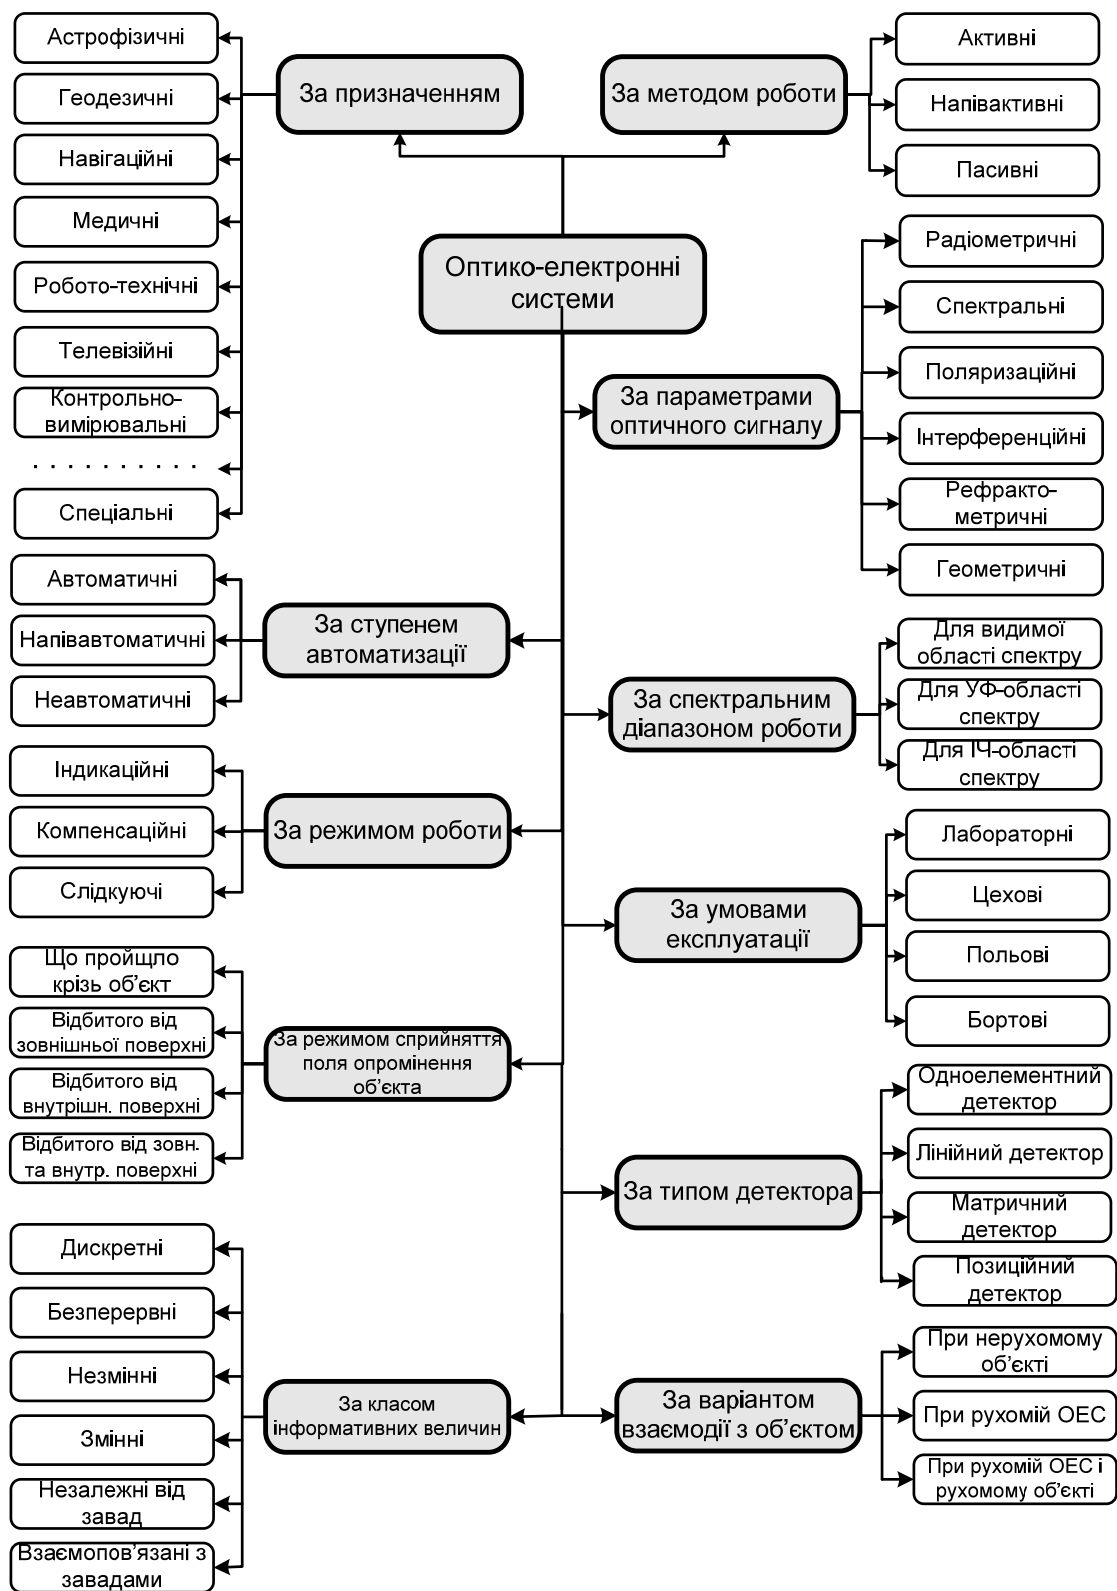 Астрофізичні
Геодезичні
Навігаційні
Медичні
Робото-технічні
Телевізійні
Контрольно-
вимірювальні
. . . . . . . . . .
Спеціальні
За призначенням
За методом роботи
Активні
Напівактивні
Пасивні
Оптико-електронні
системи
За параметрами
оптичного сигналу
Радіометричні
Спектральні
Поляризаційні
Інтерференційні
Рефракто-
метричні
Геометричні
Автоматичні
Напівавтоматичні
Неавтоматичні
За ступенем
автоматизації
За спектральним
діапазоном роботи
Для видимої
області спектру
Для УФ-області
спектру
Для ІЧ-області
спектру
Індикаційні
Компенсаційні
Слідкуючі
За режимом роботи
За умовами
експлуатації
Лабораторні
Цехові
Польові
Бортові
Що пройщло
крізь об’єкт
Відбитого від
зовнішньої поверхні
Відбитого від
внутрішн. поверхні
Відбитого від зовн.
та внутр. поверхні
За режимом сприйняття
поля опромінення
об’єкта
За типом детектора
Одноелементний
детектор
Лінійний детектор
Матричний
детектор
Позиційний
детектор
Дискретні
Безперервні
Незмінні
Змінні
Незалежні від
завад
Взаємопов’язані з
завадами
За класом
інформативних величин
За варіантом
взаємодії з об’єктом
При нерухомому
об’єкті
При рухомій ОЕС
При рухомій ОЕС і
рухомому об’єкті